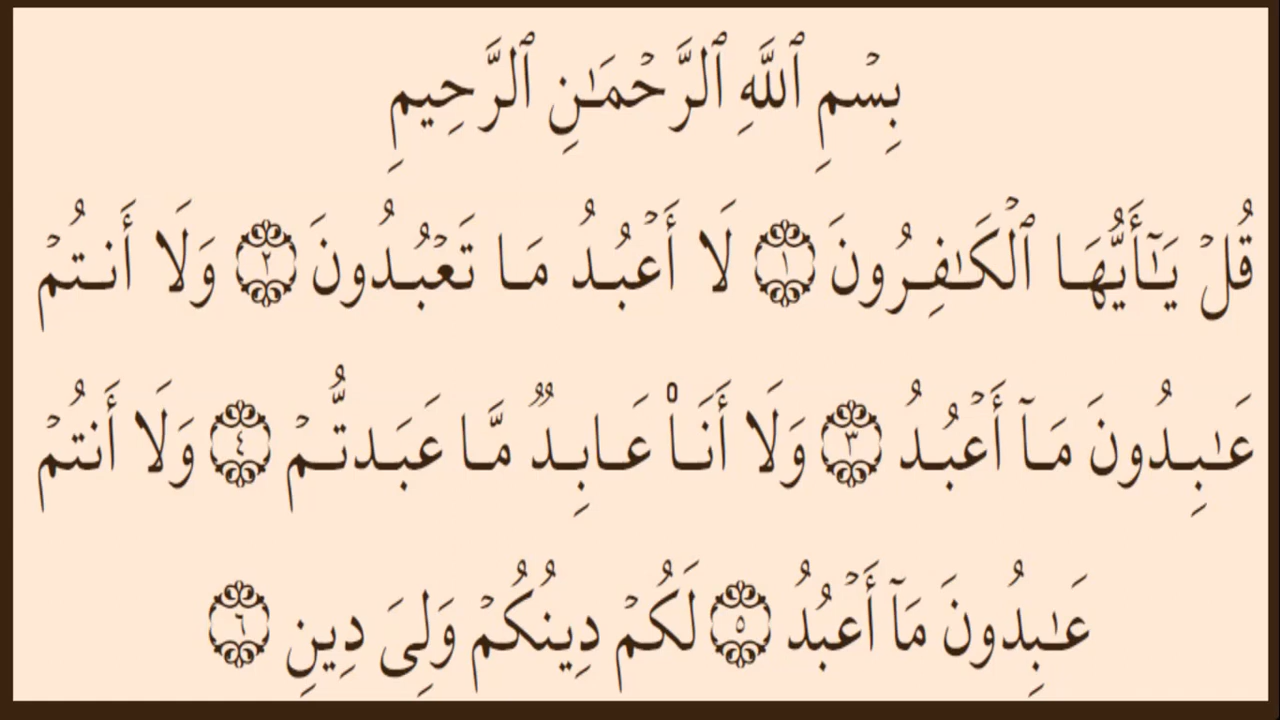 بِسْمِ ٱللَّهِ ٱلرَّحْمَـٰنِ ٱلرَّحِيمِ
قُلْ يَـٰٓأَيُّهَا ٱلْكَـٰفِرُونَ ١ لَا أَعْبُدُ مَا تَعْبُدُونَ ٢ وَلَا أَنتُمْ
عَـٰبِدُونَ مَآ أَعْبُدُ ٣ وَلَا أَنَا۠ عَابِدٌ مَّا عَبَدتُّمْ ٤ وَلَا أَنتُمْ
عَـٰبِدُونَ مَآ أَعْبُدُ ٥ لَكُمْ دِينُكُمْ وَلِىَ دِينِ ٦